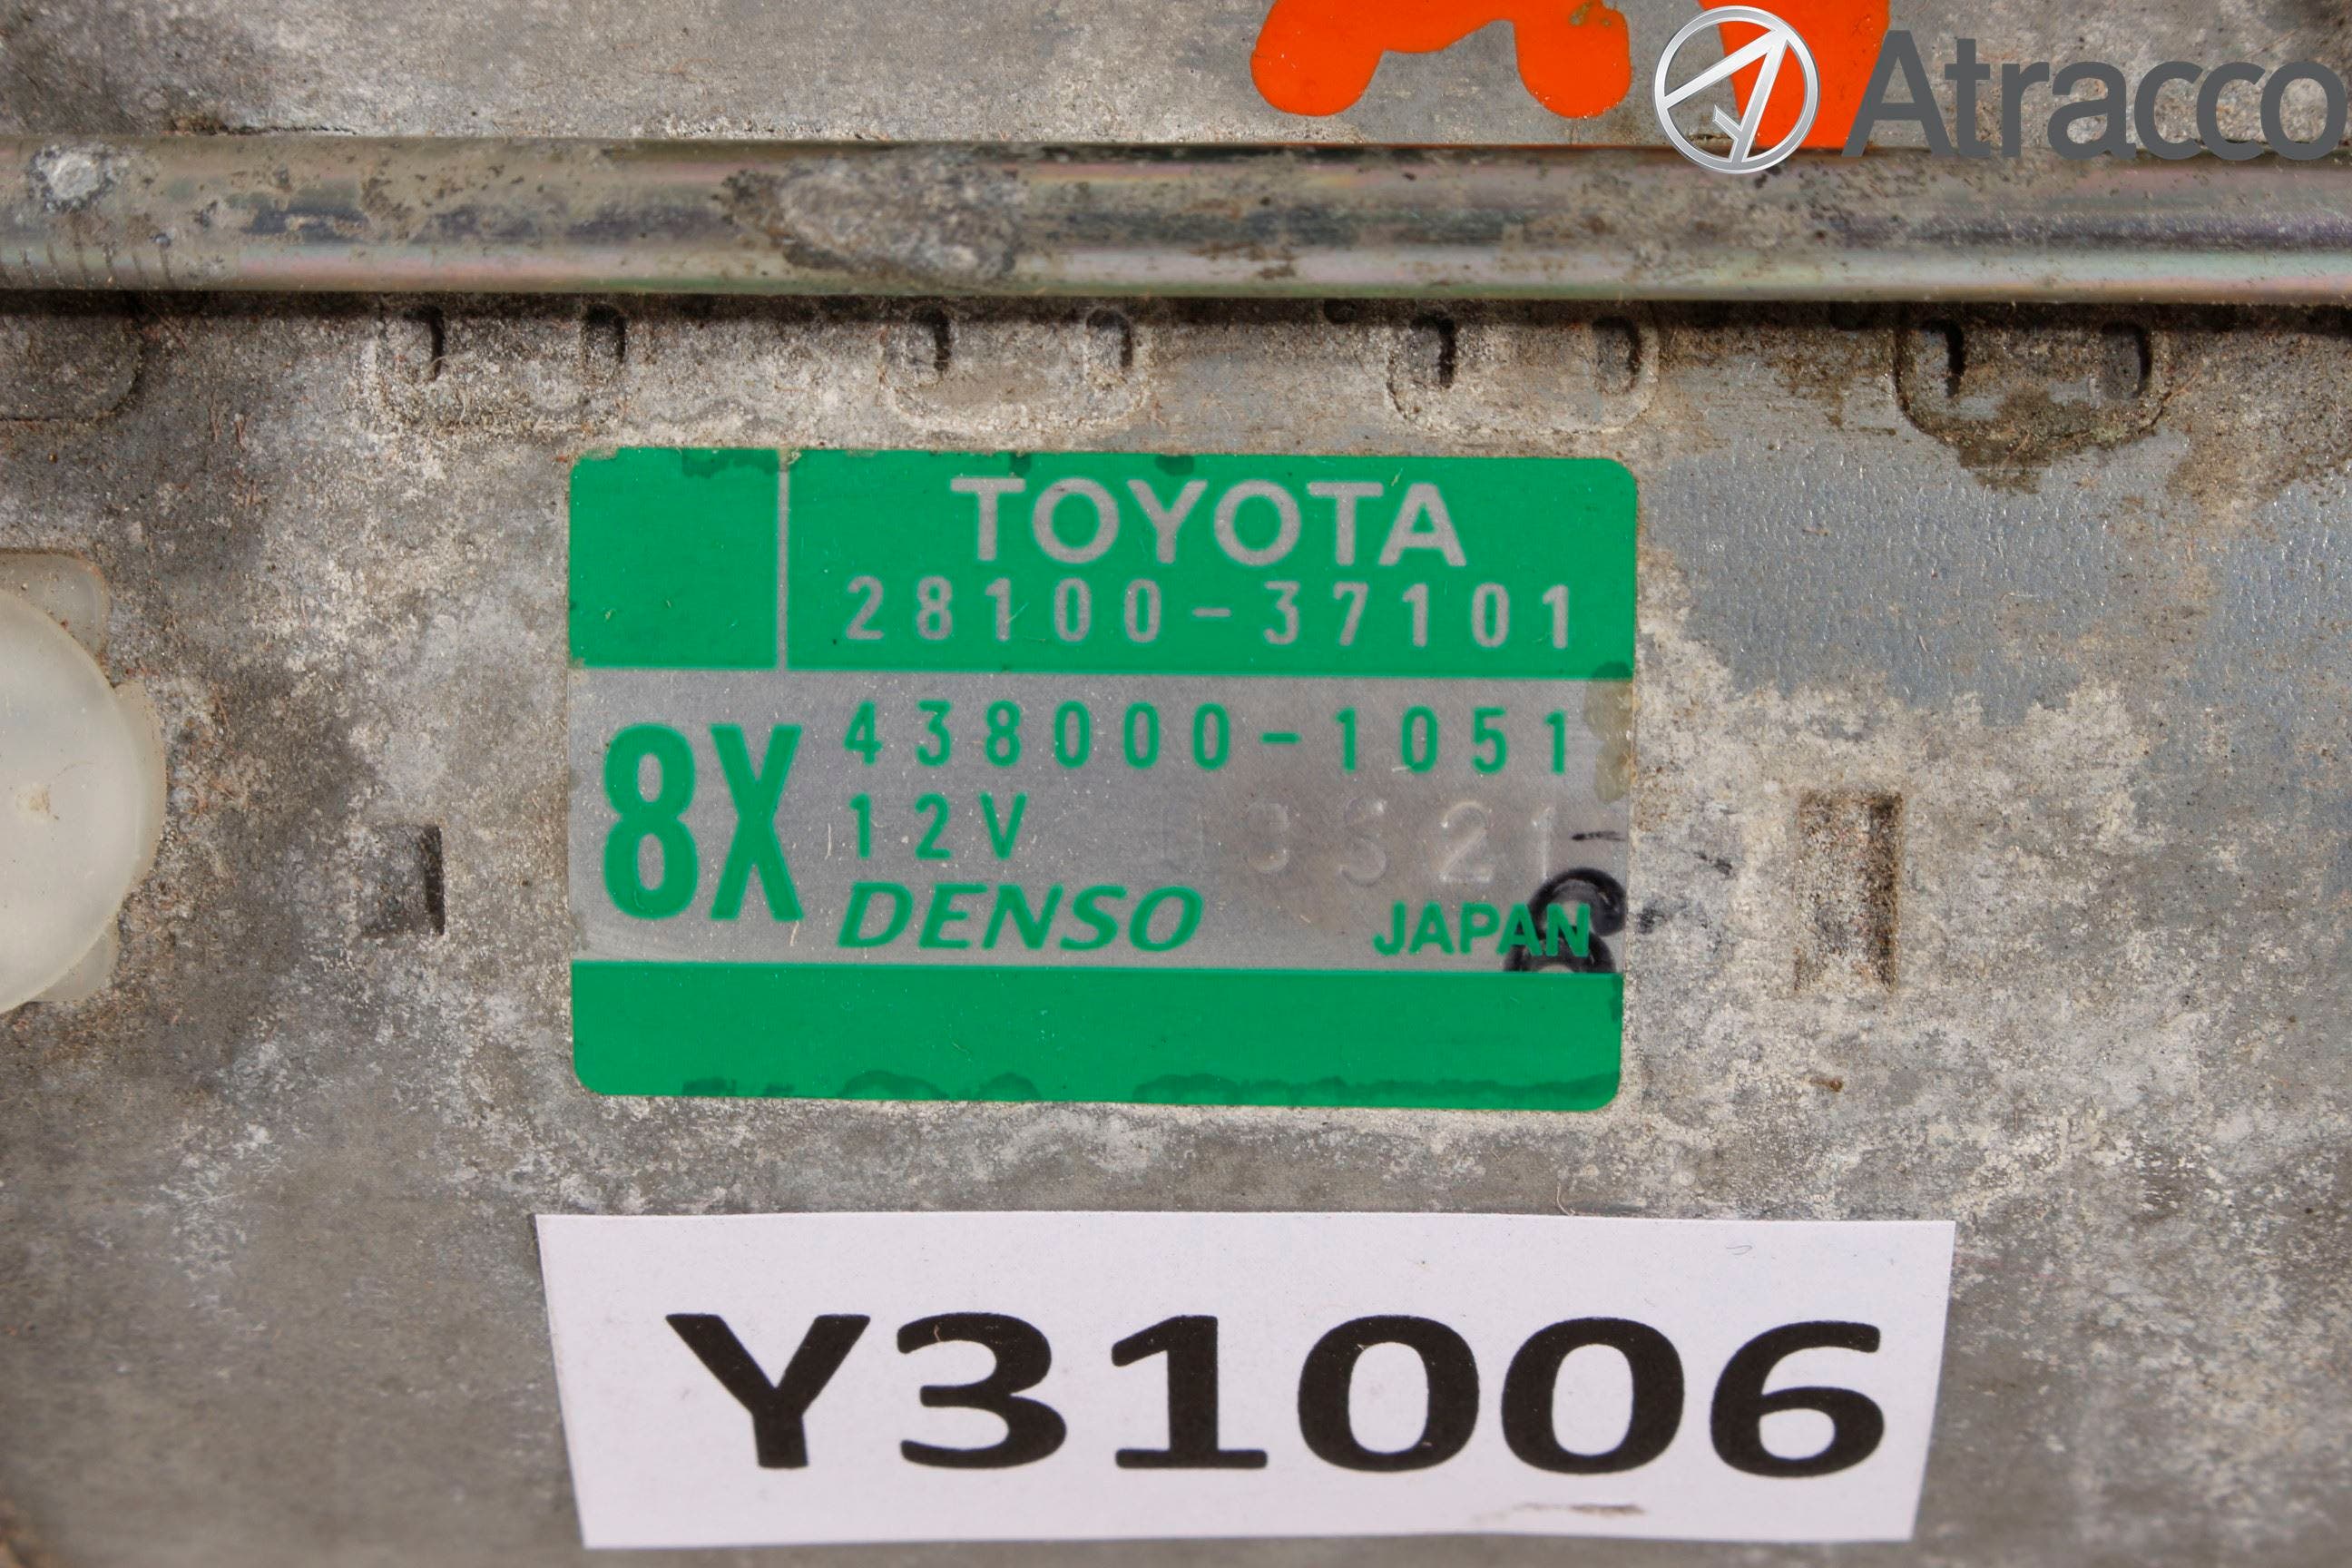 Atracco
TOYOTA
28100-37101
8X
438000-1051
12V
DENSO JAPAN
Y31006